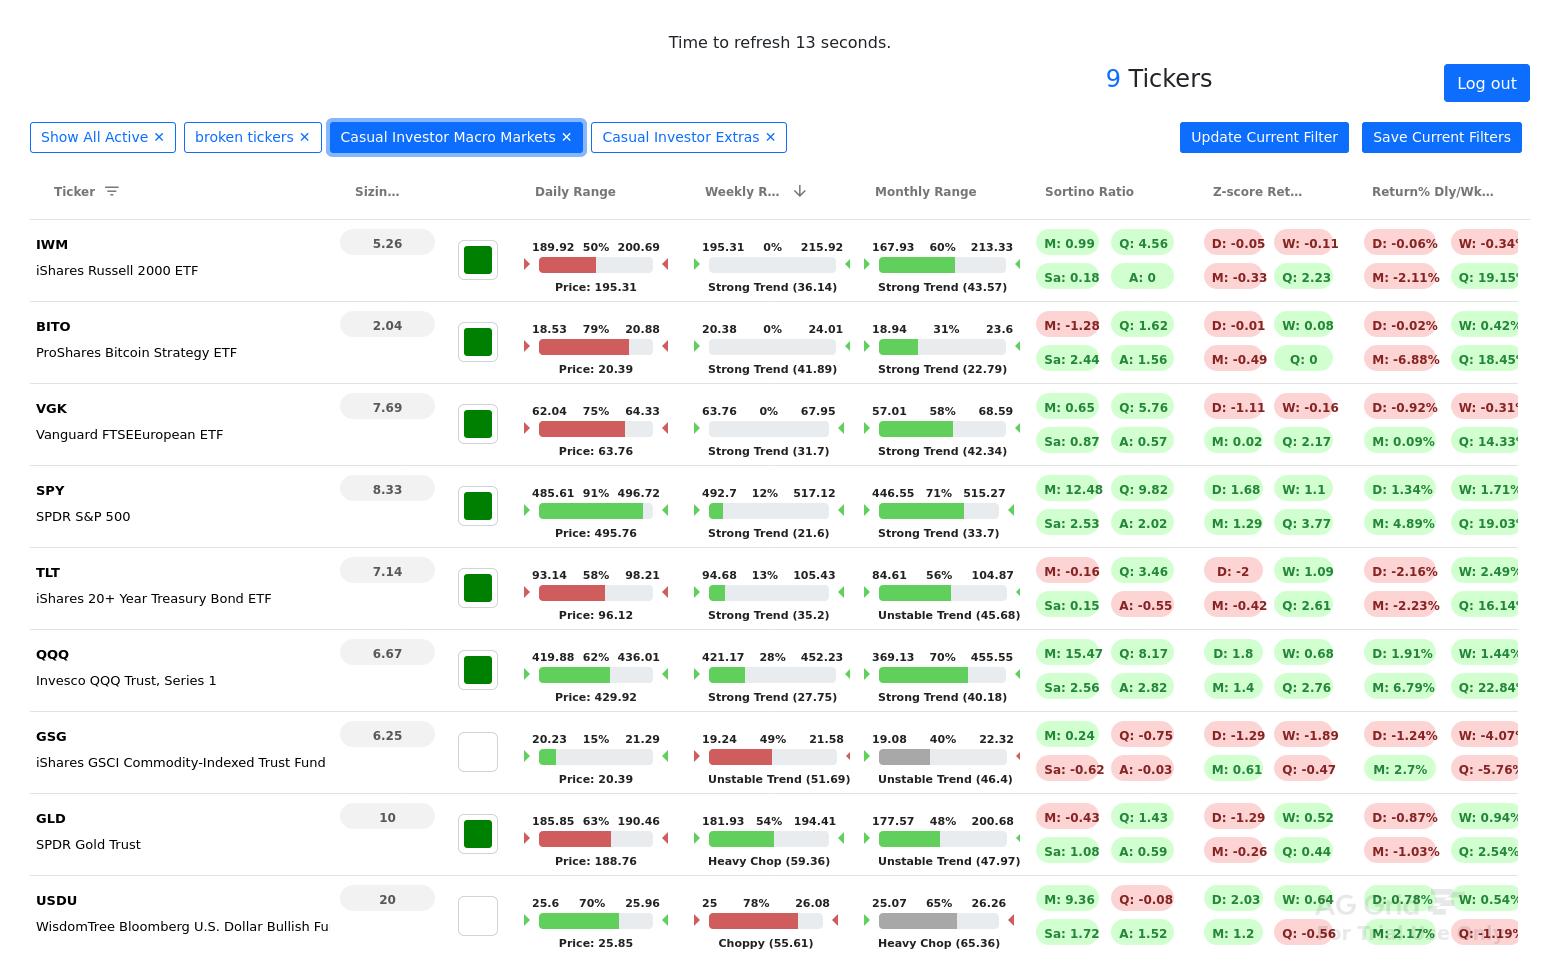 Time to refresh 13 seconds.
9 Tickers
Log out
Show All Active ✕ broken tickers ✕ Casual Investor Macro Markets ✕ Casual Investor Extras ✕ Update Current Filter Save Current Filters
Ticker Sizin... Daily Range Weekly R... Monthly Range Sortino Ratio Z-score Ret... Return% Dly/Wk...
IWM 5.26 189.92 50% 200.69 195.31 0% 215.92 167.93 60% 213.33 M: 0.99 Q: 4.56 D: -0.05 W: -0.11 D: -0.06% W: -0.34%
iShares Russell 2000 ETF Price: 195.31 Strong Trend (36.14) Strong Trend (43.57) Sa: 0.18 A: 0 M: -0.33 Q: 2.23 M: -2.11% Q: 19.15%
BITO 2.04 18.53 79% 20.88 20.38 0% 24.01 18.94 31% 23.6 M: -1.28 Q: 1.62 D: -0.01 W: 0.08 D: -0.02% W: 0.42%
ProShares Bitcoin Strategy ETF Price: 20.39 Strong Trend (41.89) Strong Trend (22.79) Sa: 2.44 A: 1.56 M: -0.49 Q: 0 M: -6.88% Q: 18.45%
VGK 7.69 62.04 75% 64.33 63.76 0% 67.95 57.01 58% 68.59 M: 0.65 Q: 5.76 D: -1.11 W: -0.16 D: -0.92% W: -0.31%
Vanguard FTSEEuropean ETF Price: 63.76 Strong Trend (31.7) Strong Trend (42.34) Sa: 0.87 A: 0.57 M: 0.02 Q: 2.17 M: 0.09% Q: 14.33%
SPY 8.33 485.61 91% 496.72 492.7 12% 517.12 446.55 71% 515.27 M: 12.48 Q: 9.82 D: 1.68 W: 1.1 D: 1.34% W: 1.71%
SPDR S&P 500 Price: 495.76 Strong Trend (21.6) Strong Trend (33.7) Sa: 2.53 A: 2.02 M: 1.29 Q: 3.77 M: 4.89% Q: 19.03%
TLT 7.14 93.14 58% 98.21 94.68 13% 105.43 84.61 56% 104.87 M: -0.16 Q: 3.46 D: -2 W: 1.09 D: -2.16% W: 2.49%
iShares 20+ Year Treasury Bond ETF Price: 96.12 Strong Trend (35.2) Unstable Trend (45.68) Sa: 0.15 A: -0.55 M: -0.42 Q: 2.61 M: -2.23% Q: 16.14%
QQQ 6.67 419.88 62% 436.01 421.17 28% 452.23 369.13 70% 455.55 M: 15.47 Q: 8.17 D: 1.8 W: 0.68 D: 1.91% W: 1.44%
Invesco QQQ Trust, Series 1 Price: 429.92 Strong Trend (27.75) Strong Trend (40.18) Sa: 2.56 A: 2.82 M: 1.4 Q: 2.76 M: 6.79% Q: 22.84%
GSG 6.25 20.23 15% 21.29 19.24 49% 21.58 19.08 40% 22.32 M: 0.24 Q: -0.75 D: -1.29 W: -1.89 D: -1.24% W: -4.07%
iShares GSCI Commodity-Indexed Trust Fund Price: 20.39 Unstable Trend (51.69) Unstable Trend (46.4) Sa: -0.62 A: -0.03 M: 0.61 Q: -0.47 M: 2.7% Q: -5.76%
GLD 10 185.85 63% 190.46 181.93 54% 194.41 177.57 48% 200.68 M: -0.43 Q: 1.43 D: -1.29 W: 0.52 D: -0.87% W: 0.94%
SPDR Gold Trust Price: 188.76 Heavy Chop (59.36) Unstable Trend (47.97) Sa: 1.08 A: 0.59 M: -0.26 Q: 0.44 M: -1.03% Q: 2.54%
USDU 20 25.6 70% 25.96 25 78% 26.08 25.07 65% 26.26 M: 9.36 Q: -0.08 D: 2.03 W: 0.64 D: 0.78% W: 0.54%
WisdomTree Bloomberg U.S. Dollar Bullish Fu Price: 25.85 Choppy (55.61) Heavy Chop (65.36) Sa: 1.72 A: 1.52 M: 1.2 Q: -0.56 M: 2.17% Q: -1.19%
AG Grid
For Trial Use Only